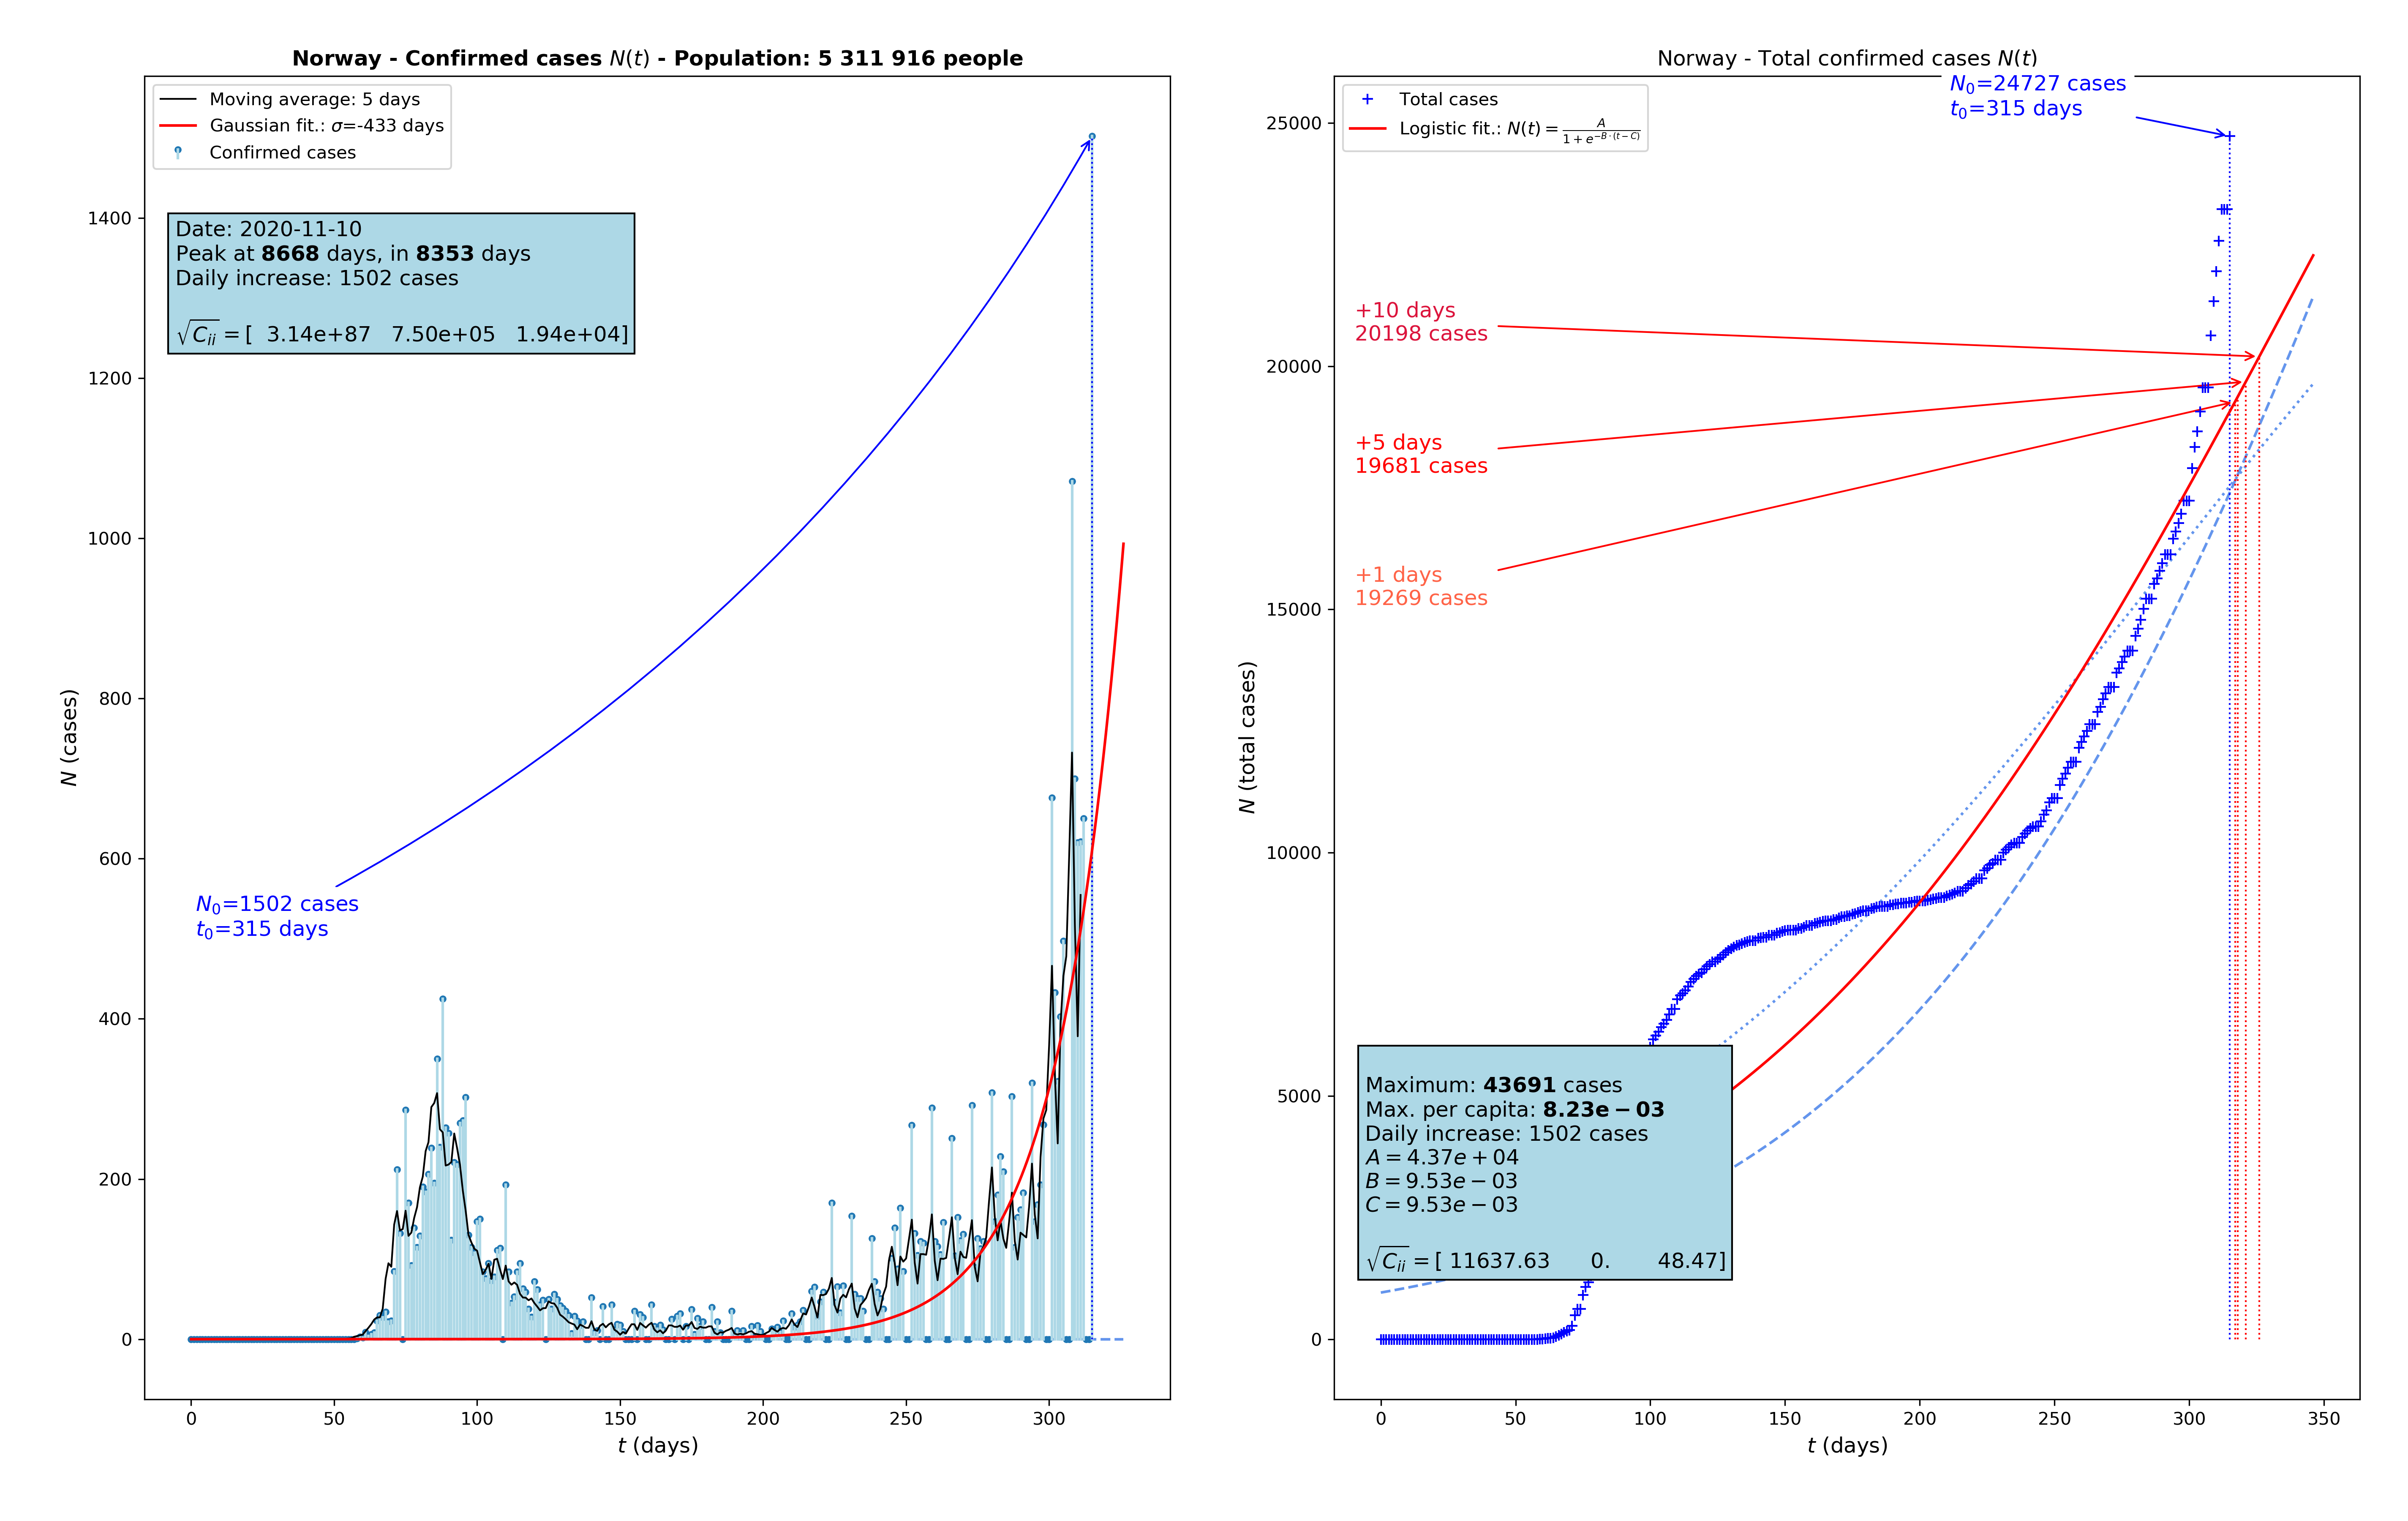 Norway - Confirmed cases N(t) - Population: 5 311 916 people
Moving average: 5 days
Gaussian fit.: σ=-433 days
Confirmed cases
Date: 2020-11-10
Peak at 8668 days, in 8353 days
Daily increase: 1502 cases
√C_ii = [ 3.14e+87 7.50e+05 1.94e+04]
N_0=1502 cases
t_0=315 days
1400
1200
1000
800
600
400
200
0
N (cases)
0 50 100 150 200 250 300
t (days)
Norway - Total confirmed cases N(t)
Total cases
Logistic fit.: N(t) = A / (1 + e^{-B·(t-C)})
N_0=24727 cases
t_0=315 days
+10 days
20198 cases
+5 days
19681 cases
+1 days
19269 cases
Maximum: 43691 cases
Max. per capita: 8.23e − 03
Daily increase: 1502 cases
A = 4.37e + 04
B = 9.53e − 03
C = 9.53e − 03
√C_ii = [ 11637.63 0. 48.47]
25000
20000
15000
10000
5000
0
N (total cases)
0 50 100 150 200 250 300 350
t (days)